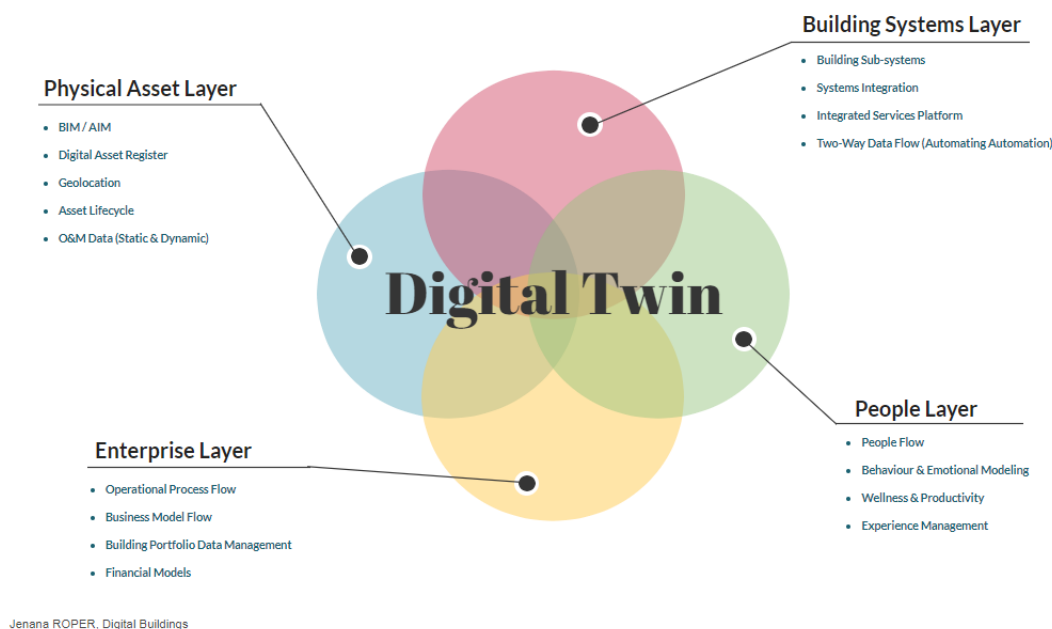 Building Systems Layer
Building Sub-systems
Systems Integration
Integrated Services Platform
Two-Way Data Flow (Automating Automation)
Physical Asset Layer
BIM / AIM
Digital Asset Register
Geolocation
Asset Lifecycle
O&M Data (Static & Dynamic)
Digital Twin
People Layer
People Flow
Behaviour & Emotional Modeling
Wellness & Productivity
Experience Management
Enterprise Layer
Operational Process Flow
Business Model Flow
Building Portfolio Data Management
Financial Models
Jenana ROPER, Digital Buildings